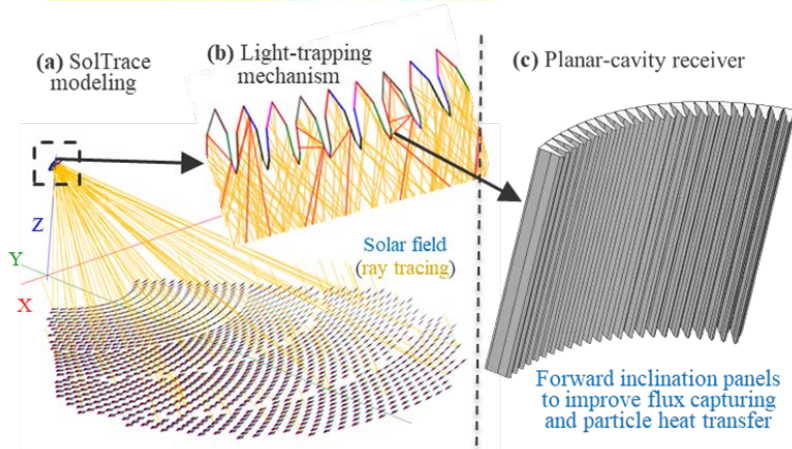 (a) SolTrace
modeling
(b) Light-trapping
mechanism
(c) Planar-cavity receiver
Z
Y
X
Solar field
(ray tracing)
Forward inclination panels
to improve flux capturing
and particle heat transfer